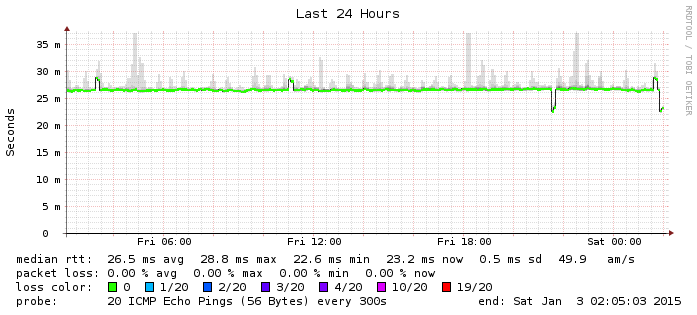 Last 24 Hours
RRDTOOL / TOBI OETIKER
Seconds
35 m
30 m
25 m
20 m
15 m
10 m
5 m
0
Fri 06:00 Fri 12:00 Fri 18:00 Sat 00:00
median rtt: 26.5 ms avg 28.8 ms max 22.6 ms min 23.2 ms now 0.5 ms sd 49.9 am/s
packet loss: 0.00 % avg 0.00 % max 0.00 % min 0.00 % now
loss color: 0 1/20 2/20 3/20 4/20 10/20 19/20
probe: 20 ICMP Echo Pings (56 Bytes) every 300s end: Sat Jan 3 02:05:03 2015